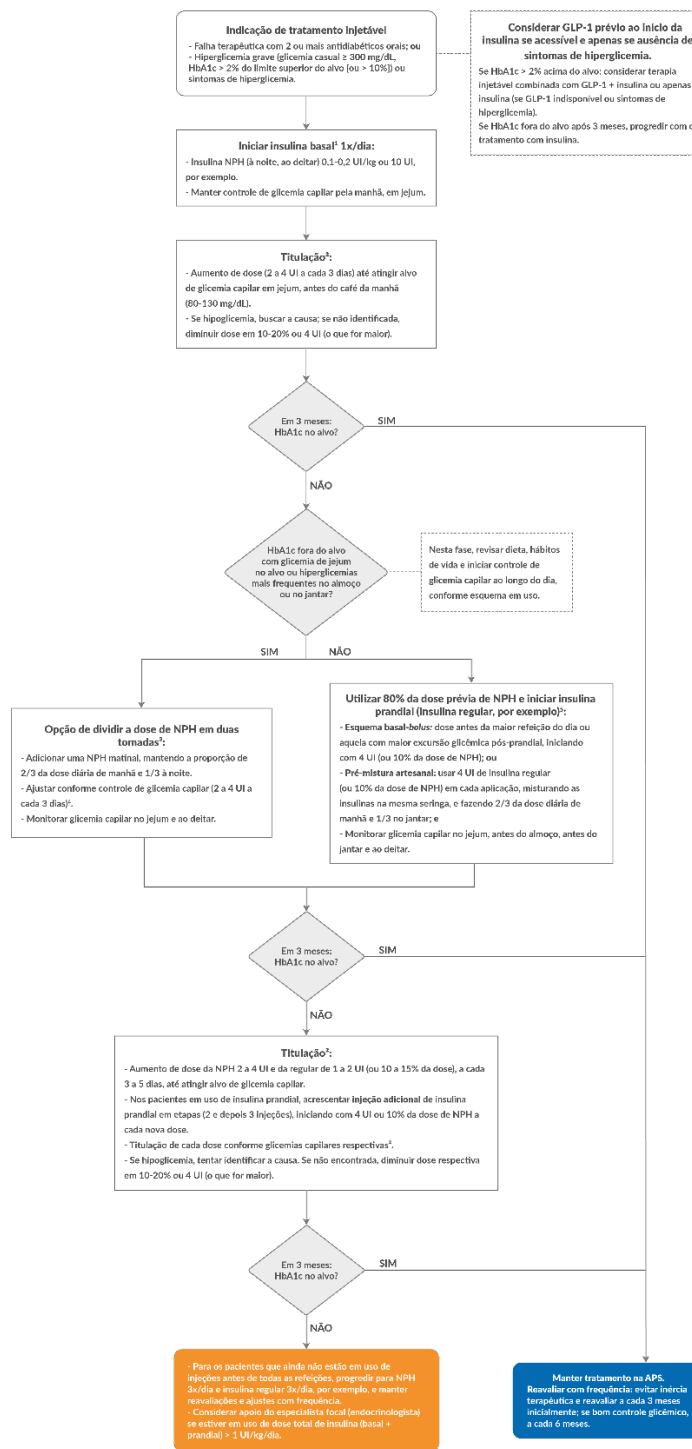 Indicação de tratamento injetável
- Falha terapêutica com 2 ou mais antidiabéticos orais; ou
- Hiperglicemia grave (glicemia casual ≥ 300 mg/dL,
HbA1c > 2% do limite superior do alvo [ou > 10%]) ou
sintomas de hiperglicemia.
Considerar GLP-1 prévio ao início da
insulina se acessível e apenas se ausência de
sintomas de hiperglicemia.
Se HbA1c > 2% acima do alvo: considerar terapia
injetável combinada com GLP-1 + insulina ou apenas
insulina (se GLP-1 indisponível ou sintomas de
hiperglicemia).
Se HbA1c fora do alvo após 3 meses, progredir com o
tratamento com insulina.
Iniciar insulina basal¹ 1x/dia:
- Insulina NPH (à noite, ao deitar) 0,1-0,2 UI/kg ou 10 UI,
por exemplo.
- Manter controle de glicemia capilar pela manhã, em jejum.
Titulação²:
- Aumento de dose (2 a 4 UI a cada 3 dias) até atingir alvo
de glicemia capilar em jejum, antes do café da manhã
(80-130 mg/dL).
- Se hipoglicemia, buscar a causa; se não identificada,
diminuir dose em 10-20% ou 4 UI (o que for maior).
Em 3 meses:
HbA1c no alvo?
SIM
NÃO
HbA1c fora do alvo
com glicemia de jejum
no alvo ou hiperglicemias
mais frequentes no almoço
ou no jantar?
Nesta fase, revisar dieta, hábitos
de vida e iniciar controle de
glicemia capilar ao longo do dia,
conforme esquema em uso.
SIM
NÃO
Opção de dividir a dose de NPH em duas
tomadas³:
- Adicionar uma NPH matinal, mantendo a proporção de
2/3 da dose diária de manhã e 1/3 à noite.
- Ajustar conforme controle de glicemia capilar (2 a 4 UI a
cada 3 dias)⁴.
- Monitorar glicemia capilar no jejum e ao deitar.
Utilizar 80% da dose prévia de NPH e iniciar insulina
prandial (insulina regular, por exemplo)⁵:
- Esquema basal-bolus: dose antes da maior refeição do dia ou
aquela com maior excursão glicêmica pós-prandial, iniciando
com 4 UI (ou 10% da dose de NPH); ou
- Pré-mistura artesanal: usar 4 UI de insulina regular
(ou 10% da dose de NPH) em cada aplicação, misturando as
insulinas na mesma seringa, e fazendo 2/3 da dose diária de
manhã e 1/3 no jantar; e
- Monitorar glicemia capilar no jejum, antes do almoço, antes do
jantar e ao deitar.
Em 3 meses:
HbA1c no alvo?
SIM
NÃO
Titulação²:
- Aumento de dose da NPH 2 a 4 UI e da regular de 1 a 2 UI (ou 10 a 15% da dose), a cada
3 a 5 dias, até atingir alvo de glicemia capilar.
- Nos pacientes em uso de insulina prandial, acrescentar injeção adicional de insulina
prandial em etapas (2 e depois 3 injeções), iniciando com 4 UI ou 10% da dose de NPH a
cada nova dose.
- Titulação de cada dose conforme glicemias capilares respectivas².
- Se hipoglicemia, tentar identificar a causa. Se não encontrada, diminuir dose respectiva
em 10-20% ou 4 UI (o que for maior).
Em 3 meses:
HbA1c no alvo?
SIM
NÃO
- Para os pacientes que ainda não estão em uso de
injeções antes de todas as refeições, progredir para NPH
3x/dia e insulina regular 3x/dia, por exemplo, e manter
reavaliações e ajustes com frequência.
- Considerar apoio do especialista focal (endocrinologista)
se estiver em uso de dose total de insulina (basal +
prandial) > 1 UI/kg/dia.
Manter tratamento na APS.
Reavaliar com frequência: evitar inércia
terapêutica e reavaliar a cada 3 meses
inicialmente; se bom controle glicêmico,
a cada 6 meses.